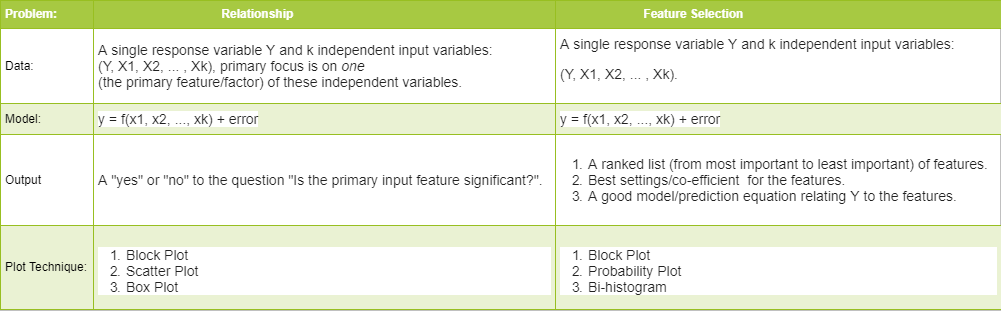 Problem: Relationship Feature Selection
Data:
A single response variable Y and k independent input variables:
(Y, X1, X2, ... , Xk), primary focus is on one
(the primary feature/factor) of these independent variables.
A single response variable Y and k independent input variables:
(Y, X1, X2, ... , Xk).
Model:
y = f(x1, x2, ..., xk) + error
y = f(x1, x2, ..., xk) + error
Output
A "yes" or "no" to the question "Is the primary input feature significant?".
1. A ranked list (from most important to least important) of features.
2. Best settings/co-efficient for the features.
3. A good model/prediction equation relating Y to the features.
Plot Technique:
1. Block Plot
2. Scatter Plot
3. Box Plot
1. Block Plot
2. Probability Plot
3. Bi-histogram